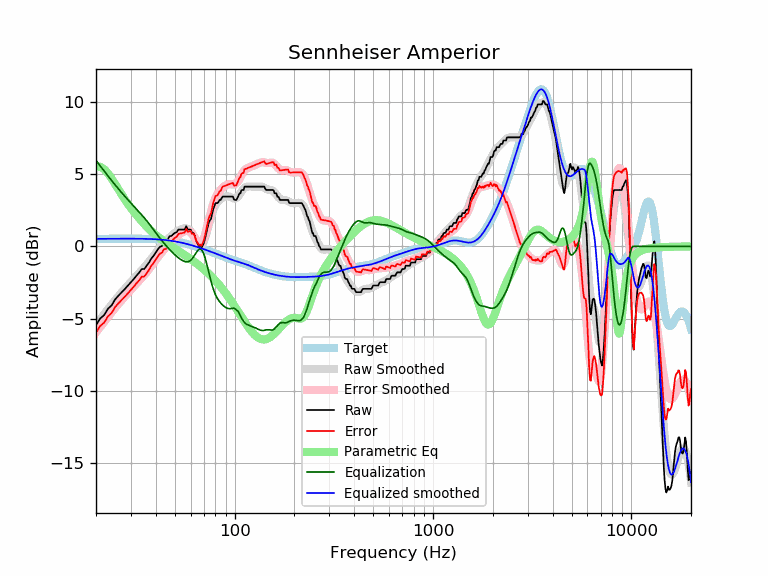 Sennheiser Amperior
Amplitude (dBr)
10
5
0
−5
−10
−15
Target
Raw Smoothed
Error Smoothed
Raw
Error
Parametric Eq
Equalization
Equalized smoothed
100
1000
10000
Frequency (Hz)